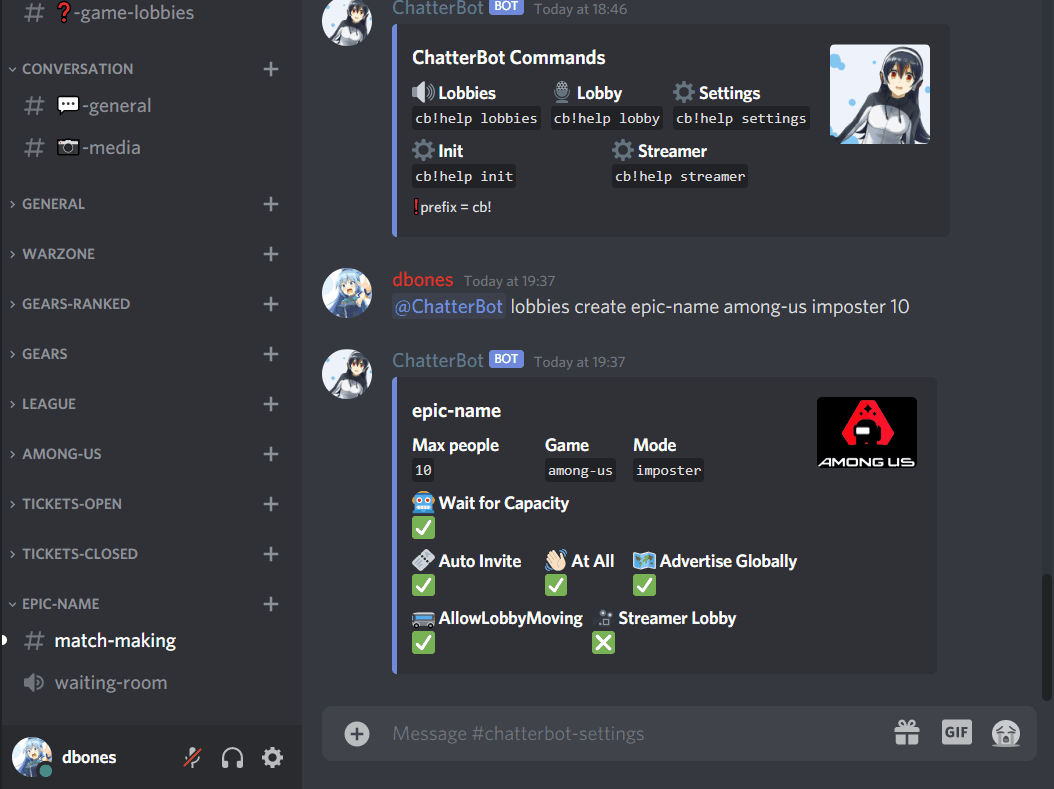 # ❓-game-lobbies
CONVERSATION
# 💬-general
# 📷-media
GENERAL
WARZONE
GEARS-RANKED
GEARS
LEAGUE
AMONG-US
TICKETS-OPEN
TICKETS-CLOSED
EPIC-NAME
# match-making
waiting-room
dbones
ChatterBot BOT Today at 18:46
ChatterBot Commands
🔊 Lobbies 🎙 Lobby ⚙ Settings
cb!help lobbies cb!help lobby cb!help settings
⚙ Init ⚙ Streamer
cb!help init cb!help streamer
❗prefix = cb!
dbones Today at 19:37
@ChatterBot lobbies create epic-name among-us imposter 10
ChatterBot BOT Today at 19:37
epic-name
AMONG US
Max people Game Mode
10 among-us imposter
🤖 Wait for Capacity
✅
🎟 Auto Invite 👋🏻 At All 🗺 Advertise Globally
✅ ✅ ✅
🚌 AllowLobbyMoving Streamer Lobby
✅ ❎
Message #chatterbot-settings
GIF